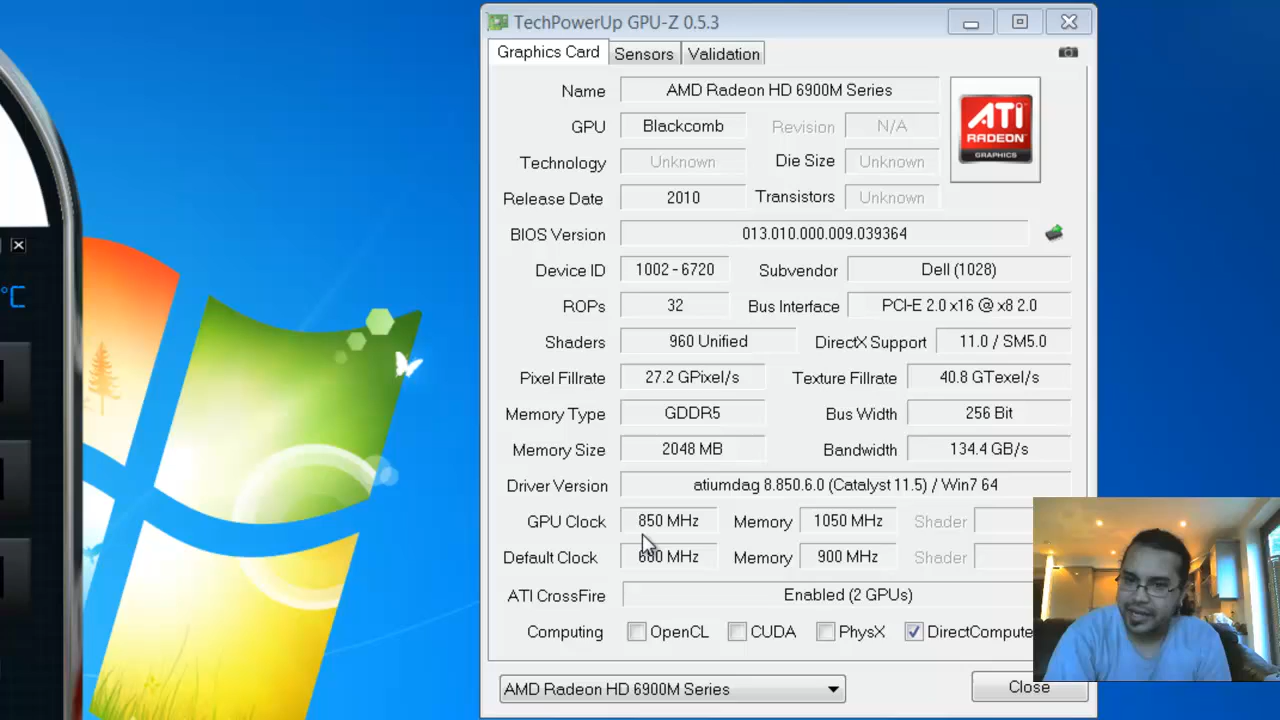 TechPowerUp GPU-Z 0.5.3
Graphics Card Sensors Validation
Name AMD Radeon HD 6900M Series
GPU Blackcomb Revision N/A
ATI
RADEON
GRAPHICS
Technology Unknown Die Size Unknown
Release Date 2010 Transistors Unknown
BIOS Version 013.010.000.009.039364
Device ID 1002 - 6720 Subvendor Dell (1028)
ROPs 32 Bus Interface PCI-E 2.0 x16 @ x8 2.0
Shaders 960 Unified DirectX Support 11.0 / SM5.0
Pixel Fillrate 27.2 GPixel/s Texture Fillrate 40.8 GTexel/s
Memory Type GDDR5 Bus Width 256 Bit
Memory Size 2048 MB Bandwidth 134.4 GB/s
Driver Version atiumdag 8.850.6.0 (Catalyst 11.5) / Win7 64
GPU Clock 850 MHz Memory 1050 MHz Shader
Default Clock MHz Memory 900 MHz Shader
ATI CrossFire Enabled (2 GPUs)
Computing OpenCL CUDA PhysX DirectCompute
AMD Radeon HD 6900M Series Close
°C